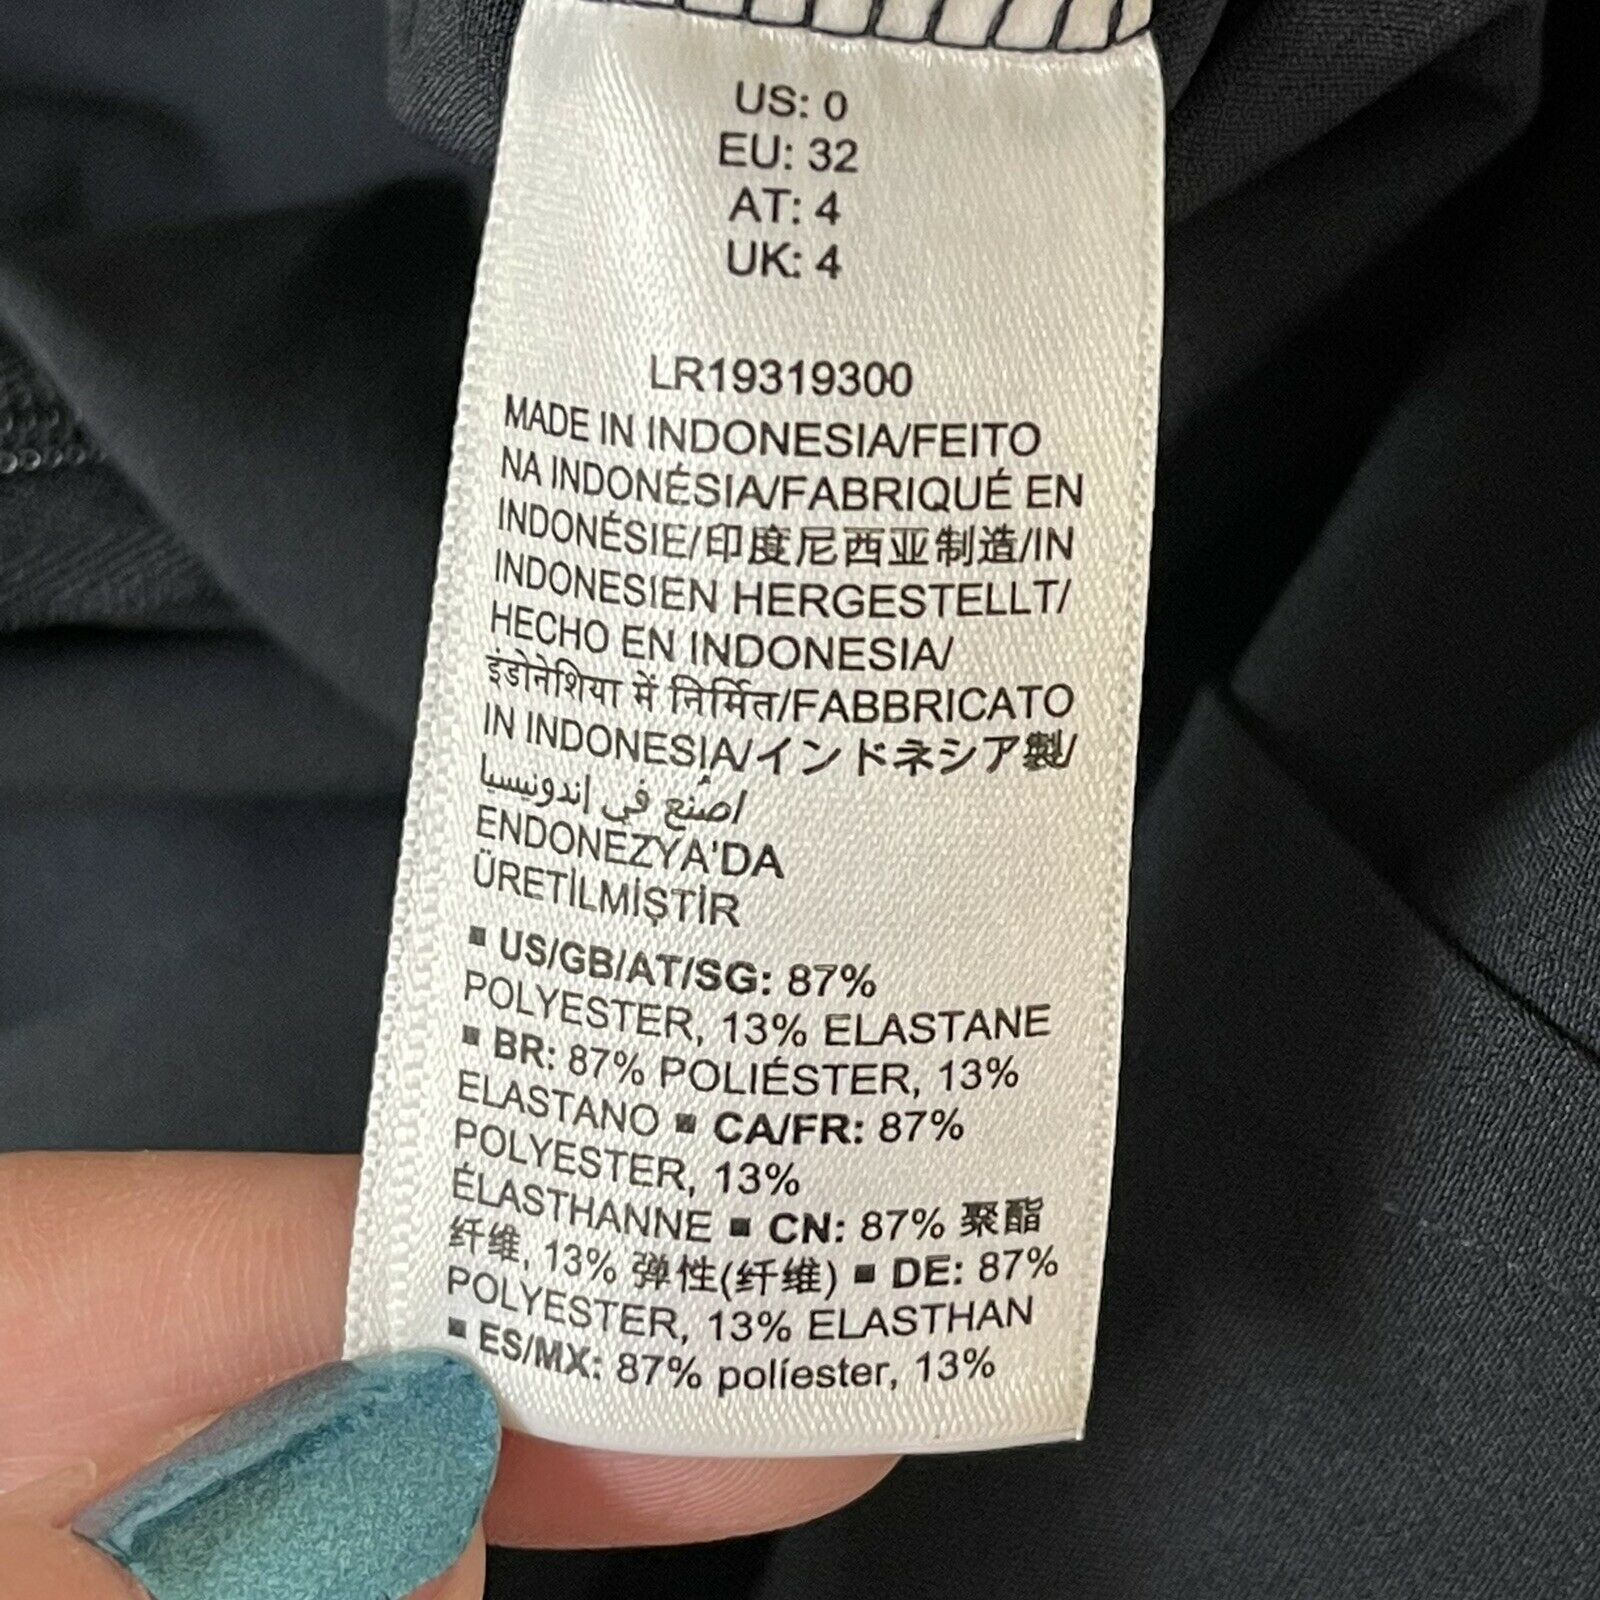 US: 0
EU: 32
AT: 4
UK: 4
LR19319300
MADE IN INDONESIA/FEITO
NA INDONÉSIA/FABRIQUÉ EN
INDONÉSIE/印度尼西亚制造/IN
INDONESIEN HERGESTELLT/
HECHO EN INDONESIA/
इंडोनेशिया में निर्मित/FABBRICATO
IN INDONESIA/インドネシア製/
اصُنع في إندونيسيا
ENDONEZYA'DA
ÜRETİLMİŞTİR
▪ US/GB/AT/SG: 87%
POLYESTER, 13% ELASTANE
▪ BR: 87% POLIÉSTER, 13%
ELASTANO ▪ CA/FR: 87%
POLYESTER, 13%
ÉLASTHANNE ▪ CN: 87% 聚酯
纤维, 13% 弹性(纤维) ▪ DE: 87%
POLYESTER, 13% ELASTHAN
▪ ES/MX: 87% políester, 13%